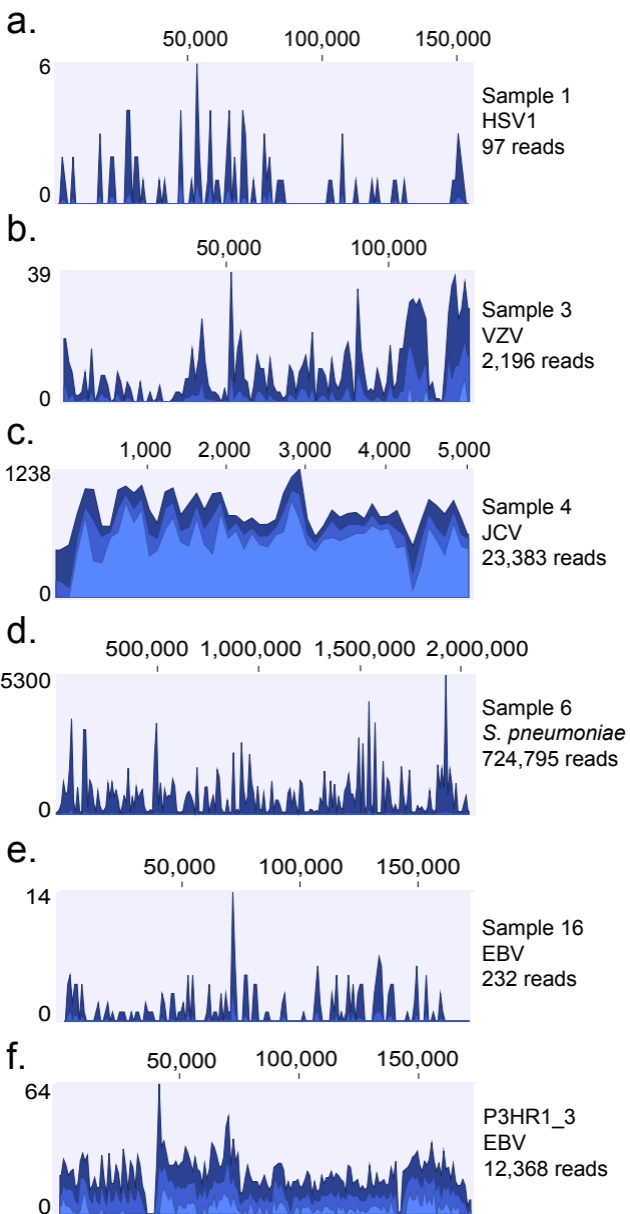 a.
50,000 100,000 150,000
6
0
Sample 1
HSV1
97 reads
b.
50,000 100,000
39
0
Sample 3
VZV
2,196 reads
c.
1,000 2,000 3,000 4,000 5,000
1238
0
Sample 4
JCV
23,383 reads
d.
500,000 1,000,000 1,500,000 2,000,000
5300
0
Sample 6
S. pneumoniae
724,795 reads
e.
50,000 100,000 150,000
14
0
Sample 16
EBV
232 reads
f.
50,000 100,000 150,000
64
0
P3HR1_3
EBV
12,368 reads